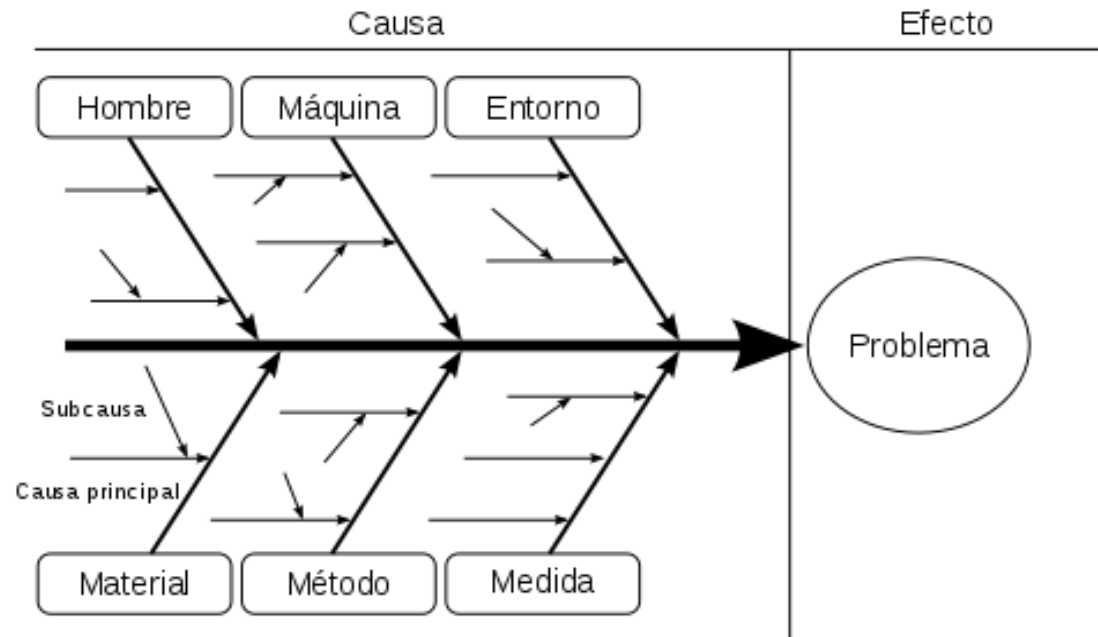 Causa
Efecto
Hombre
Máquina
Entorno
Problema
Subcausa
Causa principal
Material
Método
Medida